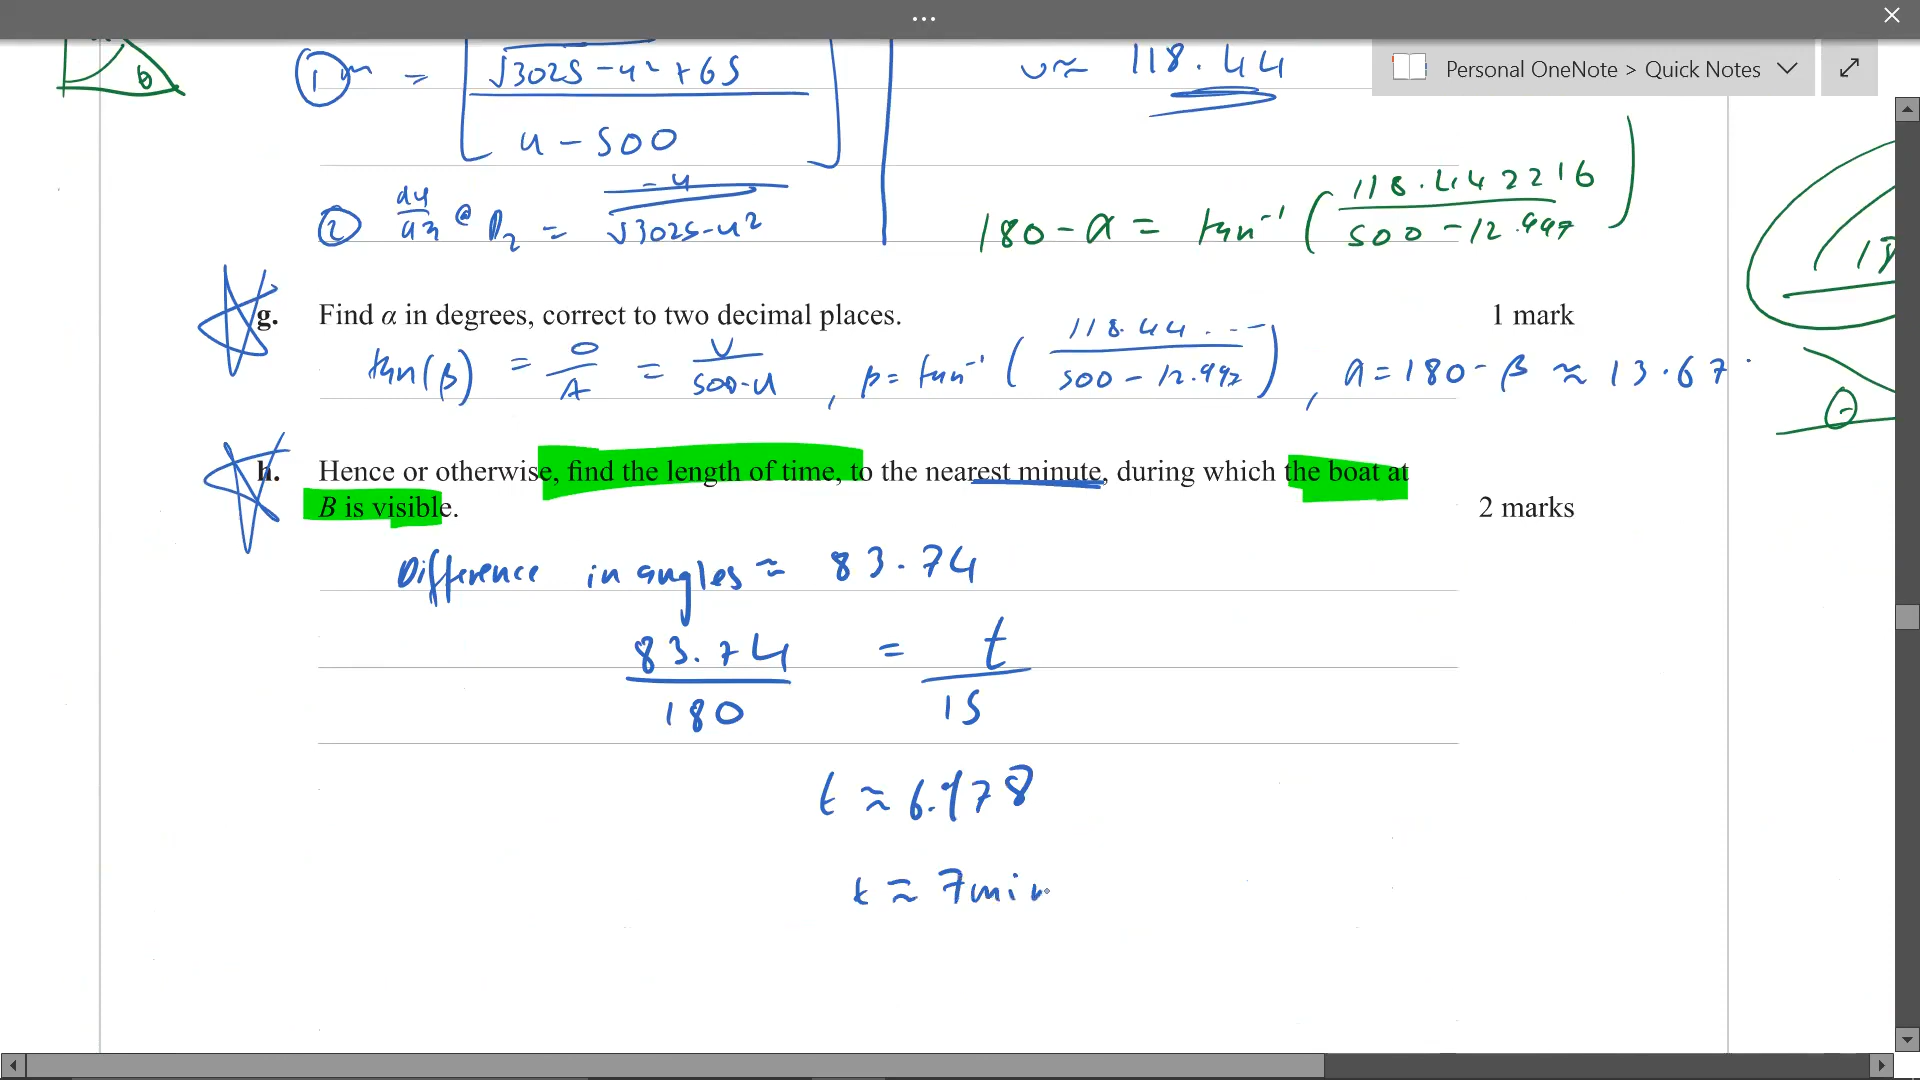 Personal OneNote > Quick Notes
① m = √3025-u² + 65
u - 500
v ≈ 118.44
② dy/dx @ P₂ = -u / √3025-u²
180 - α = tan⁻¹ ( 118.442216 / 500 - 12.997 )
g. Find α in degrees, correct to two decimal places. 1 mark
tan(β) = O/A = v/500-u , β = tan⁻¹ ( 118.44... / 500 - 12.997 ) , α = 180 - β ≈ 13.67°
h. Hence or otherwise, find the length of time, to the nearest minute, during which the boat at
B is visible. 2 marks
Difference in angles ≈ 83.74
83.74 / 180 = t / 15
t ≈ 6.978
t ≈ 7 min